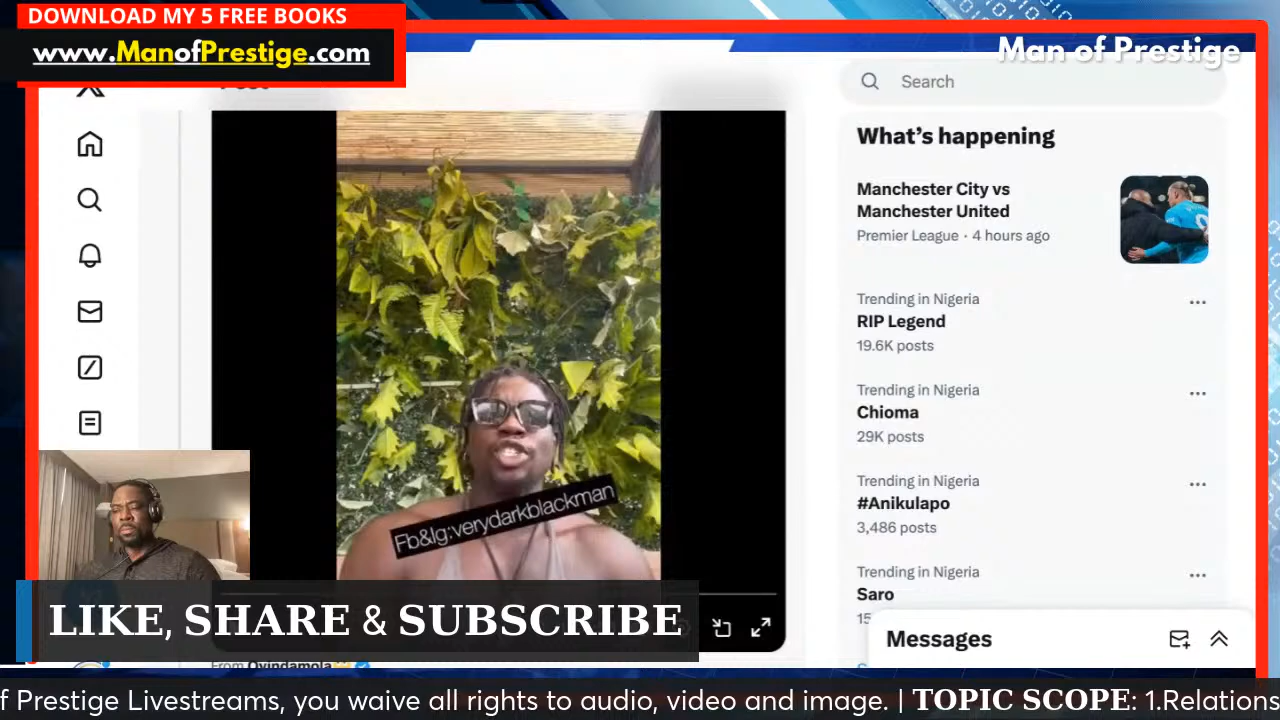 DOWNLOAD MY 5 FREE BOOKS
www.ManofPrestige.com
Man of Prestige
Search
What's happening
Manchester City vs
Manchester United
Premier League · 4 hours ago
Trending in Nigeria
RIP Legend
19.6K posts
Trending in Nigeria
Chioma
29K posts
Trending in Nigeria
#Anikulapo
3,486 posts
Trending in Nigeria
Saro
Messages
Fb&Ig:verydarkblackman
LIKE, SHARE & SUBSCRIBE
From Oyindamola
of Prestige Livestreams, you waive all rights to audio, video and image. | TOPIC SCOPE: 1.Relations